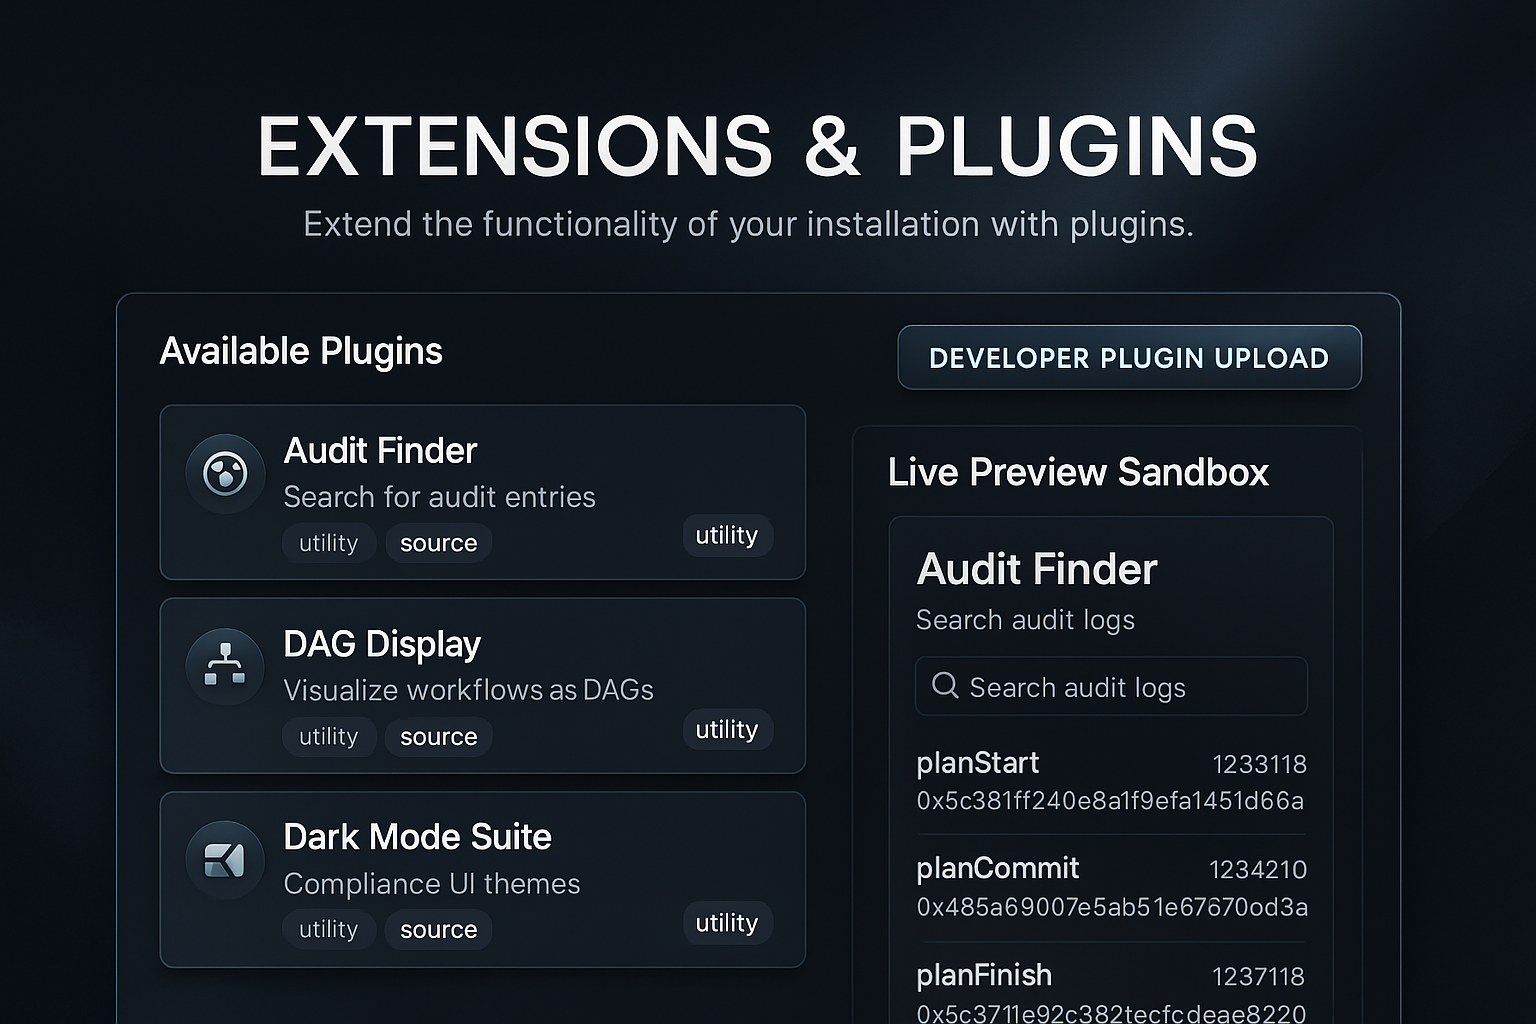 EXTENSIONS & PLUGINS
Extend the functionality of your installation with plugins.
Available Plugins
Audit Finder
Search for audit entries
utility source utility
DAG Display
Visualize workflows as DAGs
utility source utility
Dark Mode Suite
Compliance UI themes
utility source utility
DEVELOPER PLUGIN UPLOAD
Live Preview Sandbox
Audit Finder
Search audit logs
Search audit logs
planStart 1233118
0x5c381ff240e8a1f9efa1451d66a
planCommit 1234210
0x485a69007e5ab51e67670od3a
planFinish 1237118
0x5c3711e92c382tecfcdeae8220